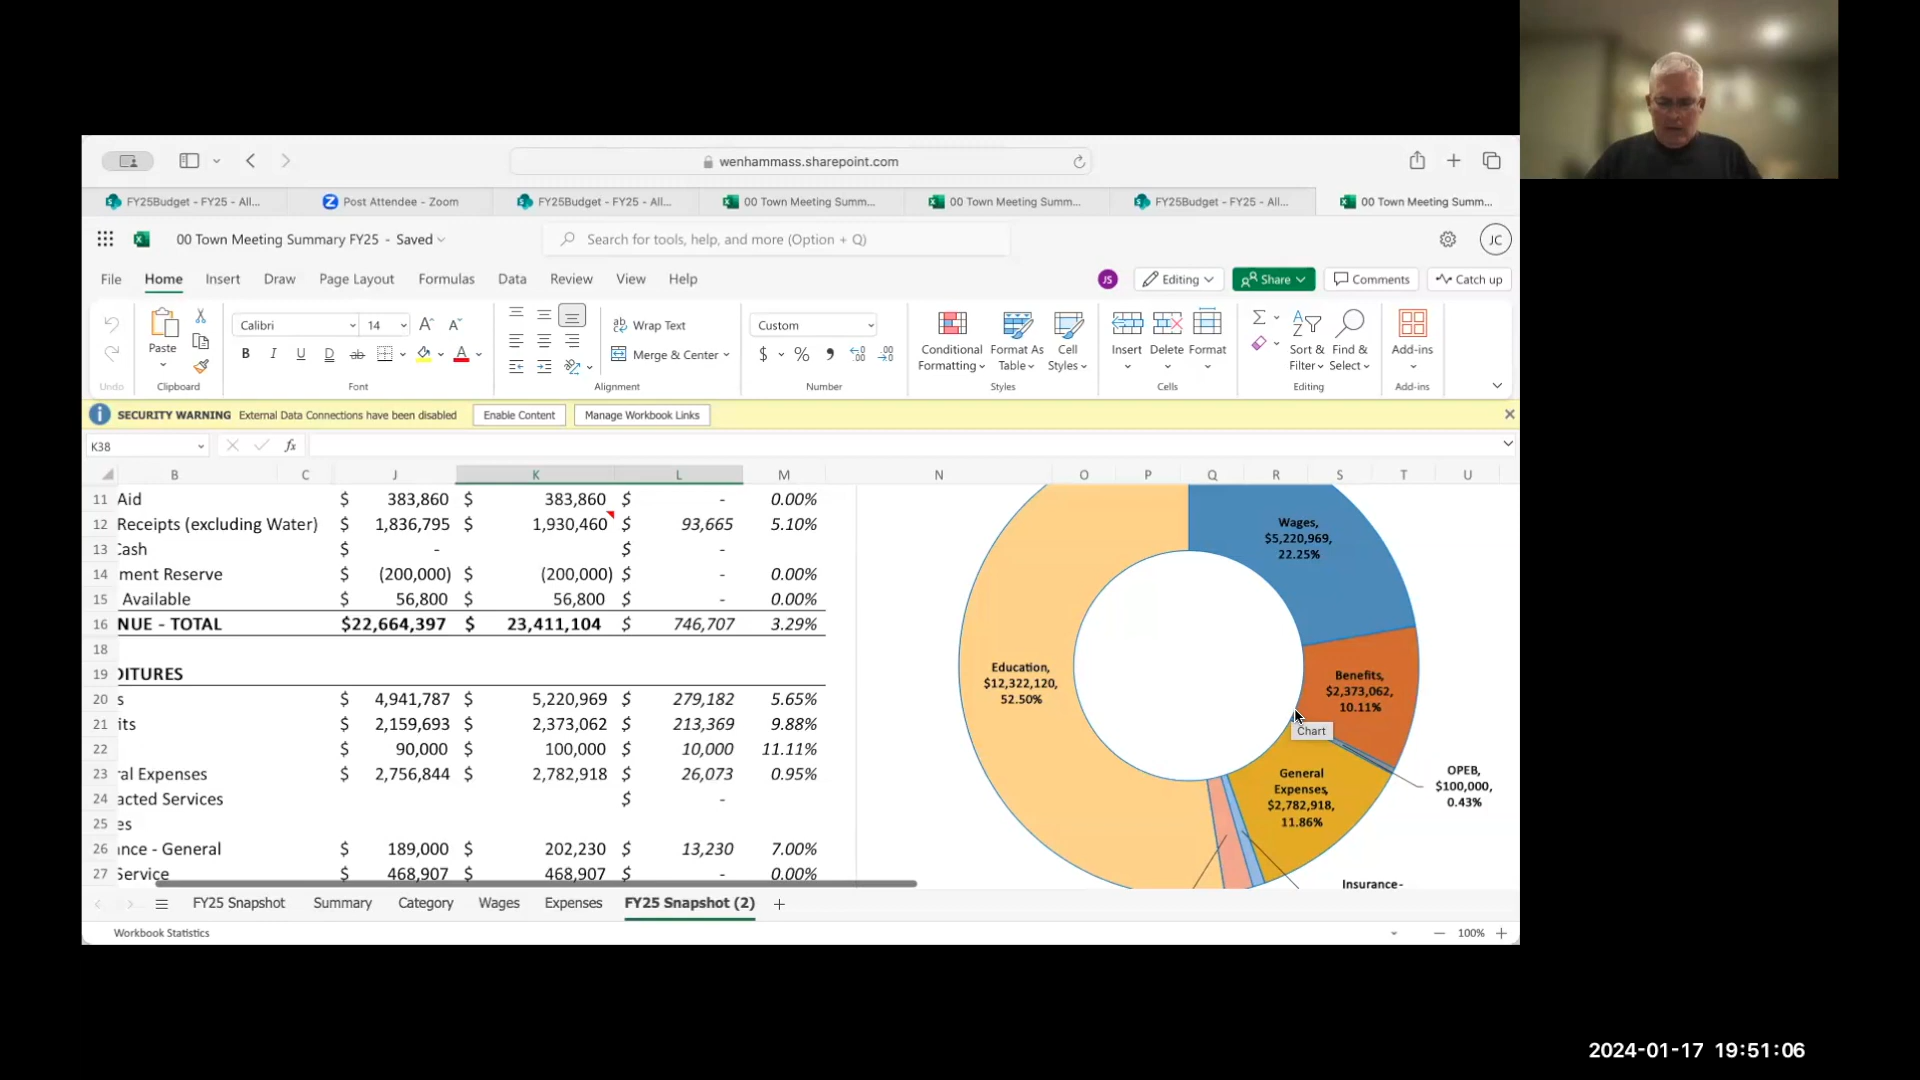 wenhammass.sharepoint.com
FY25Budget - FY25 - All...
Post Attendee - Zoom
FY25Budget - FY25 - All...
00 Town Meeting Summ...
00 Town Meeting Summ...
FY25Budget - FY25 - All...
00 Town Meeting Summ...
00 Town Meeting Summary FY25 - Saved
Search for tools, help, and more (Option + Q)
JC
File Home Insert Draw Page Layout Formulas Data Review View Help
JS Editing Share Comments Catch up
Calibri 14
Wrap Text
Custom
Paste
B I U D ab A
Merge & Center
$ % 
Conditional Formatting
Format As Table
Cell Styles
Insert Delete Format
Sort & Filter
Find & Select
Add-ins
Undo Clipboard Font Alignment Number Styles Cells Editing Add-ins
SECURITY WARNING External Data Connections have been disabled Enable Content Manage Workbook Links
K38 fx
B C J K L M N O P Q R S T U
11 Aid $ 383,860 $ 383,860 $ - 0.00%
12 Receipts (excluding Water) $ 1,836,795 $ 1,930,460 $ 93,665 5.10%
13 Cash $ - $ -
14 ment Reserve $ (200,000) $ (200,000) $ - 0.00%
15 Available $ 56,800 $ 56,800 $ - 0.00%
16 NUE - TOTAL $22,664,397 $ 23,411,104 $ 746,707 3.29%
18
19 DITURES
20 s $ 4,941,787 $ 5,220,969 $ 279,182 5.65%
21 its $ 2,159,693 $ 2,373,062 $ 213,369 9.88%
22 $ 90,000 $ 100,000 $ 10,000 11.11%
23 ral Expenses $ 2,756,844 $ 2,782,918 $ 26,073 0.95%
24 acted Services $ -
25 es
26 nce - General $ 189,000 $ 202,230 $ 13,230 7.00%
27 Service $ 468,907 $ 468,907 $ - 0.00%
Wages,
$5,220,969,
22.25%
Education,
$12,322,120,
52.50%
Benefits,
$2,373,062,
10.11%
Chart
General
Expenses,
$2,782,918,
11.86%
OPEB,
$100,000,
0.43%
Insurance-
FY25 Snapshot Summary Category Wages Expenses FY25 Snapshot (2)
Workbook Statistics
100%
2024-01-17 19:51:06